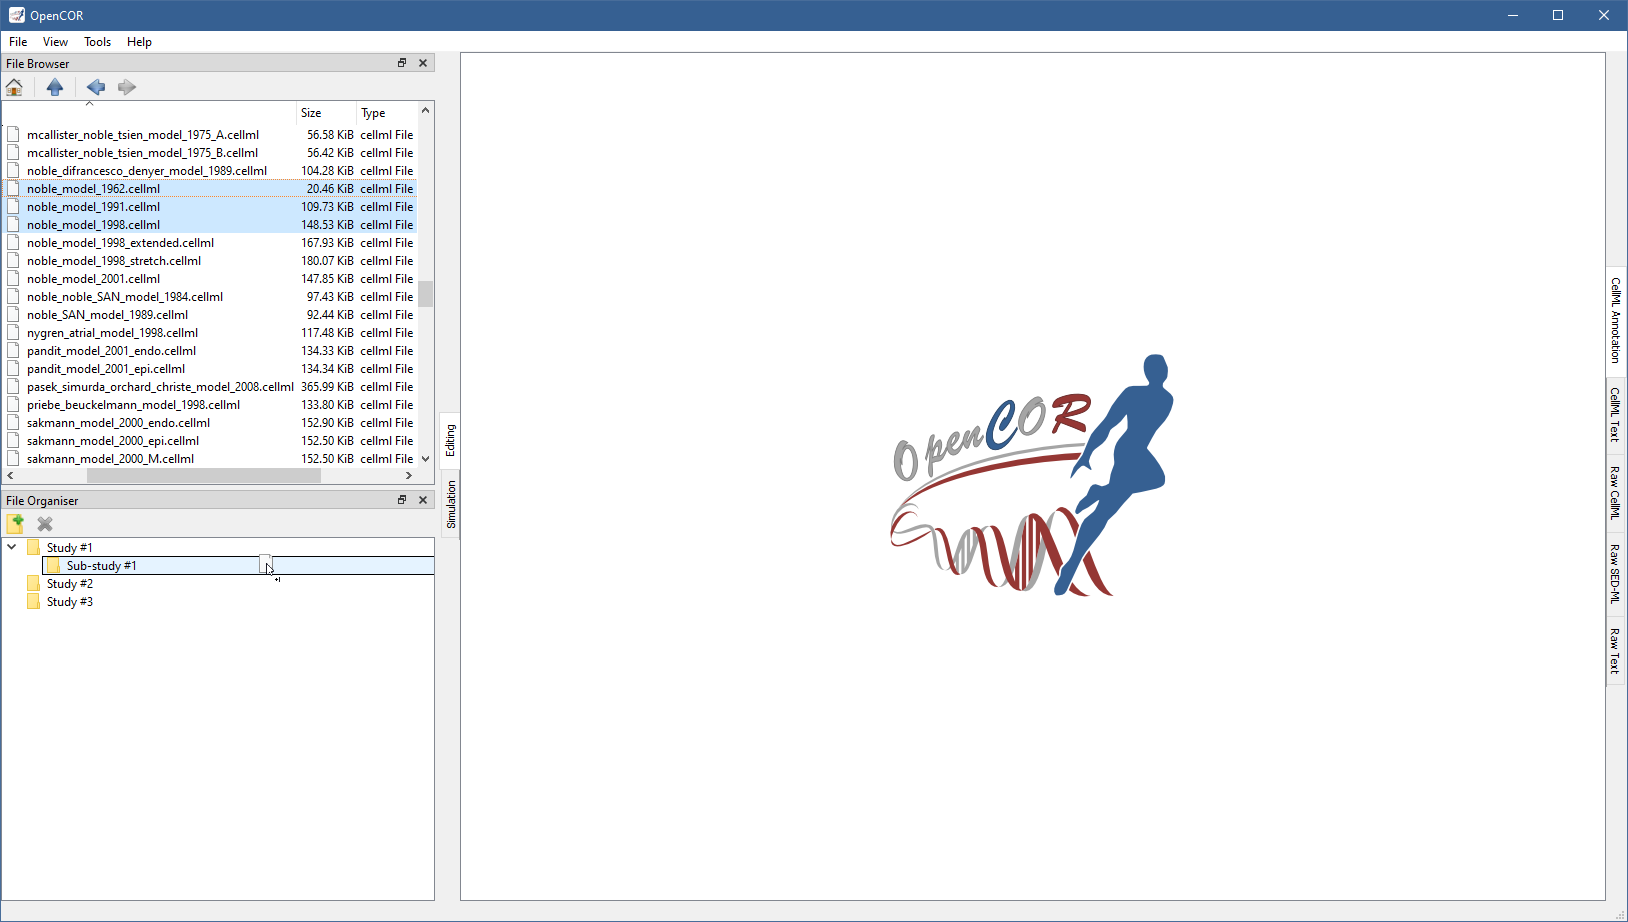 OpenCOR
File View Tools Help
File Browser
Size Type
mcallister_noble_tsien_model_1975_A.cellml 56.58 KiB cellml File
mcallister_noble_tsien_model_1975_B.cellml 56.42 KiB cellml File
noble_difrancesco_denyer_model_1989.cellml 104.28 KiB cellml File
noble_model_1962.cellml 20.46 KiB cellml File
noble_model_1991.cellml 109.73 KiB cellml File
noble_model_1998.cellml 148.53 KiB cellml File
noble_model_1998_extended.cellml 167.93 KiB cellml File
noble_model_1998_stretch.cellml 180.07 KiB cellml File
noble_model_2001.cellml 147.85 KiB cellml File
noble_noble_SAN_model_1984.cellml 97.43 KiB cellml File
noble_SAN_model_1989.cellml 92.44 KiB cellml File
nygren_atrial_model_1998.cellml 117.48 KiB cellml File
pandit_model_2001_endo.cellml 134.33 KiB cellml File
pandit_model_2001_epi.cellml 134.34 KiB cellml File
pasek_simurda_orchard_christe_model_2008.cellml 365.99 KiB cellml File
priebe_beuckelmann_model_1998.cellml 133.80 KiB cellml File
sakmann_model_2000_endo.cellml 152.90 KiB cellml File
sakmann_model_2000_epi.cellml 152.50 KiB cellml File
sakmann_model_2000_M.cellml 152.50 KiB cellml File
File Organiser
Study #1
Sub-study #1
Study #2
Study #3
Editing
Simulation
OpenCOR
CellML Annotation
CellML Text
Raw CellML
Raw SED-ML
Raw Text